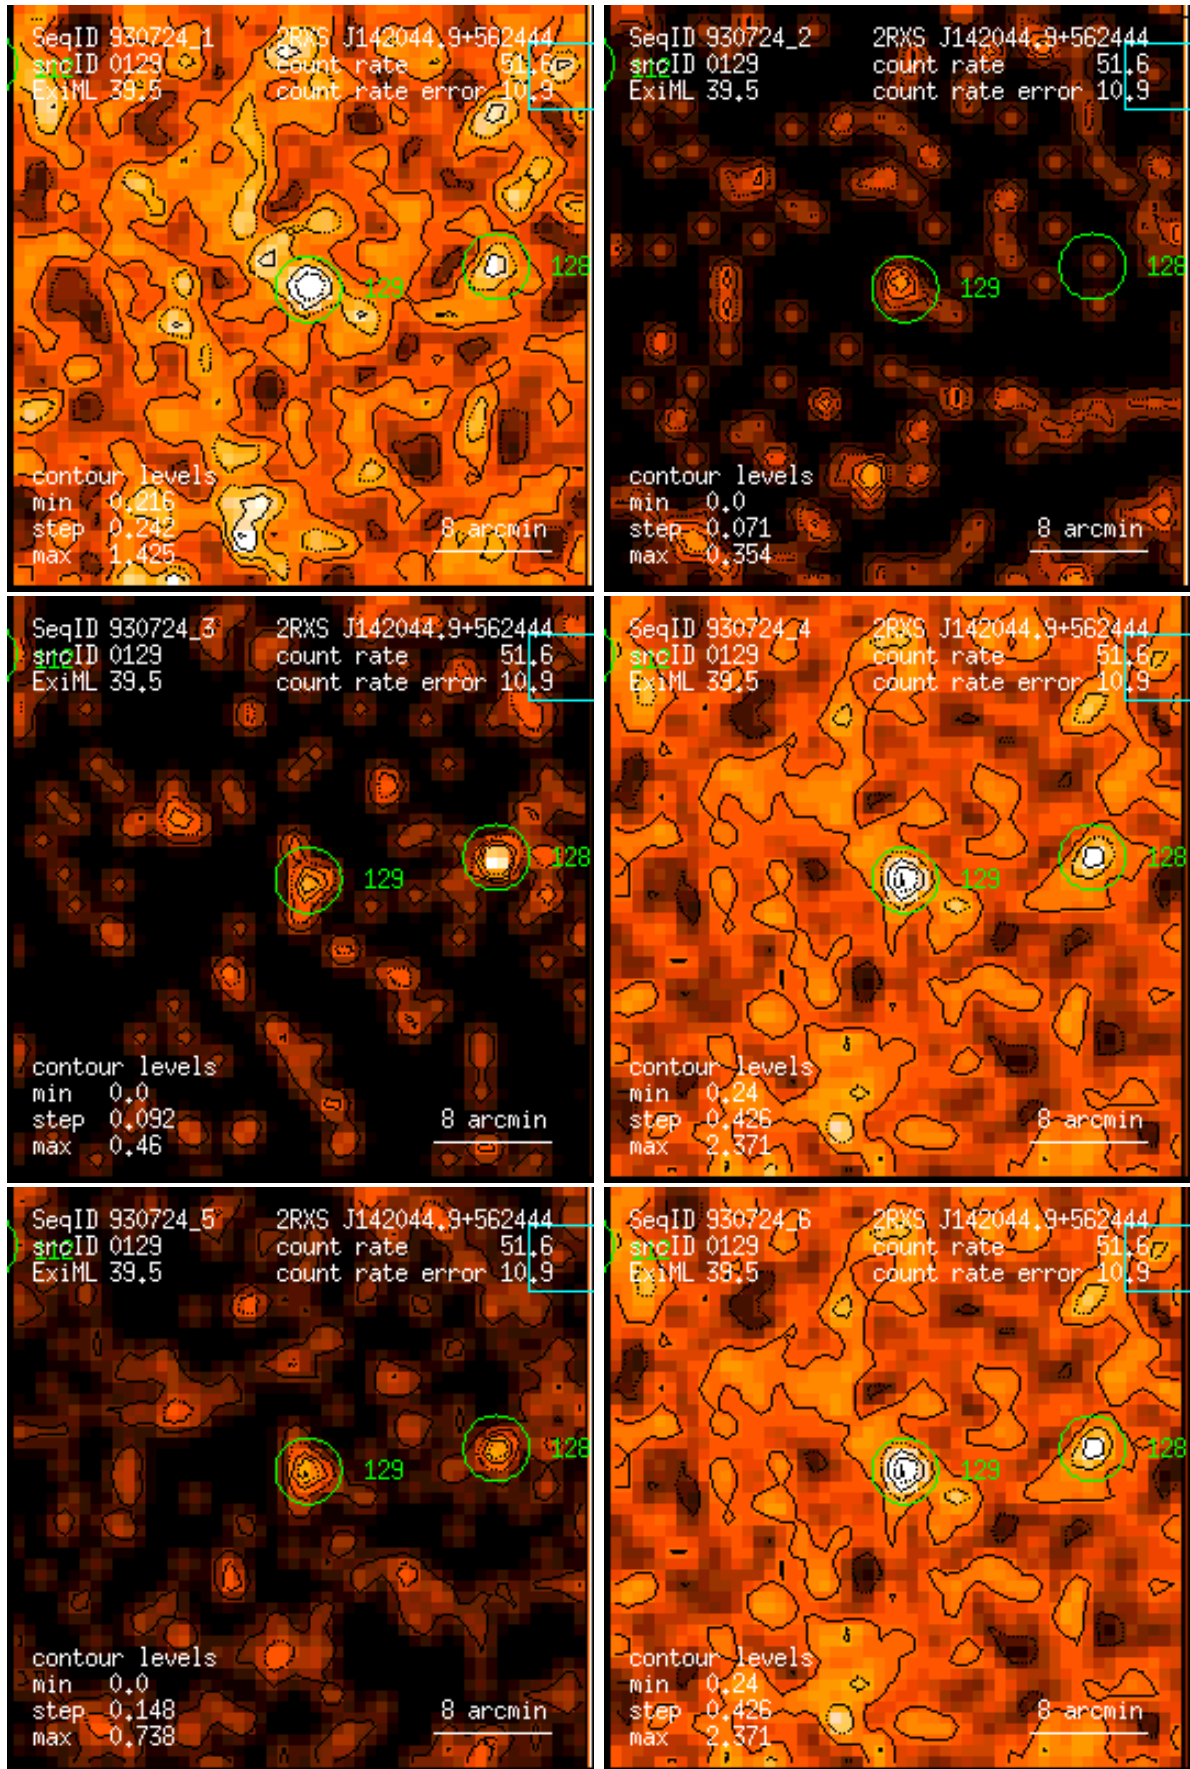 SeqID 930724_1 2RXS J142044.9+562444
srcID 0129 count rate 51.6
ExiML 39.5 count rate error 10.9
112
128
129
contour levels
min 0.216
step 0.242
max 1.425
8 arcmin
SeqID 930724_2 2RXS J142044.9+562444
srcID 0129 count rate 51.6
ExiML 39.5 count rate error 10.9
112
128
129
contour levels
min 0.0
step 0.071
max 0.354
8 arcmin
SeqID 930724_3 2RXS J142044.9+562444
srcID 0129 count rate 51.6
ExiML 39.5 count rate error 10.9
112
128
129
contour levels
min 0.0
step 0.092
max 0.46
8 arcmin
SeqID 930724_4 2RXS J142044.9+562444
srcID 0129 count rate 51.6
ExiML 39.5 count rate error 10.9
112
128
129
contour levels
min 0.24
step 0.426
max 2.371
8 arcmin
SeqID 930724_5 2RXS J142044.9+562444
srcID 0129 count rate 51.6
ExiML 39.5 count rate error 10.9
112
128
129
contour levels
min 0.0
step 0.148
max 0.738
8 arcmin
SeqID 930724_6 2RXS J142044.9+562444
srcID 0129 count rate 51.6
ExiML 39.5 count rate error 10.9
112
128
129
contour levels
min 0.24
step 0.426
max 2.371
8 arcmin